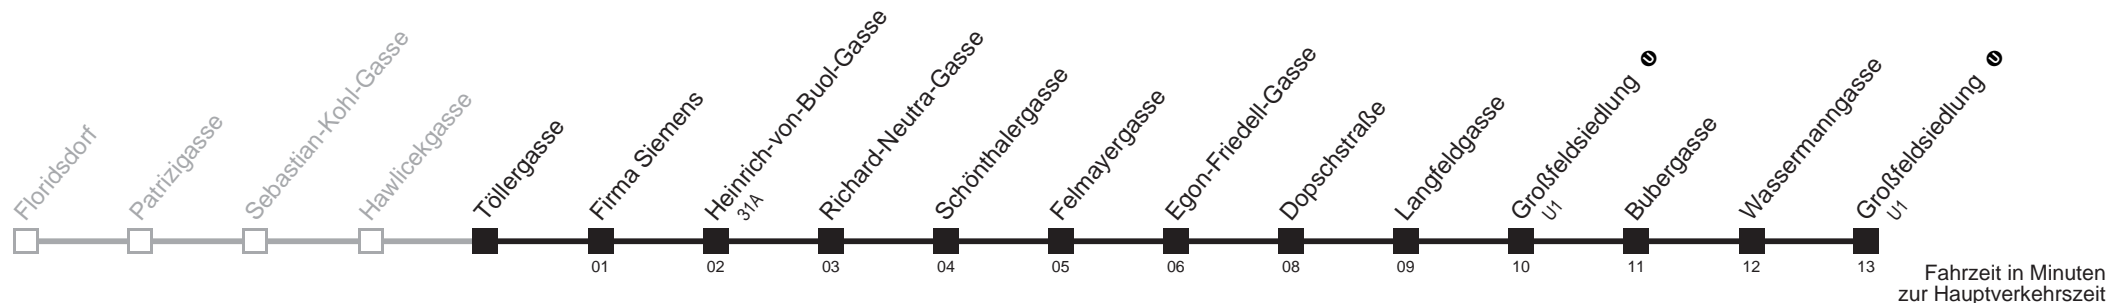 Floridsdorf
Patrizigasse
Sebastian-Kohl-Gasse
Hawlicekgasse
Töllergasse
Firma Siemens
Heinrich-von-Buol-Gasse
31A
Richard-Neutra-Gasse
Schönthalergasse
Felmayergasse
Egon-Friedell-Gasse
Dopschstraße
Langfeldgasse
Großfeldsiedlung U
U1
Bubergasse
Wassermanngasse
Großfeldsiedlung U
U1
01 02 03 04 05 06 08 09 10 11 12 13
Fahrzeit in Minuten
zur Hauptverkehrszeit